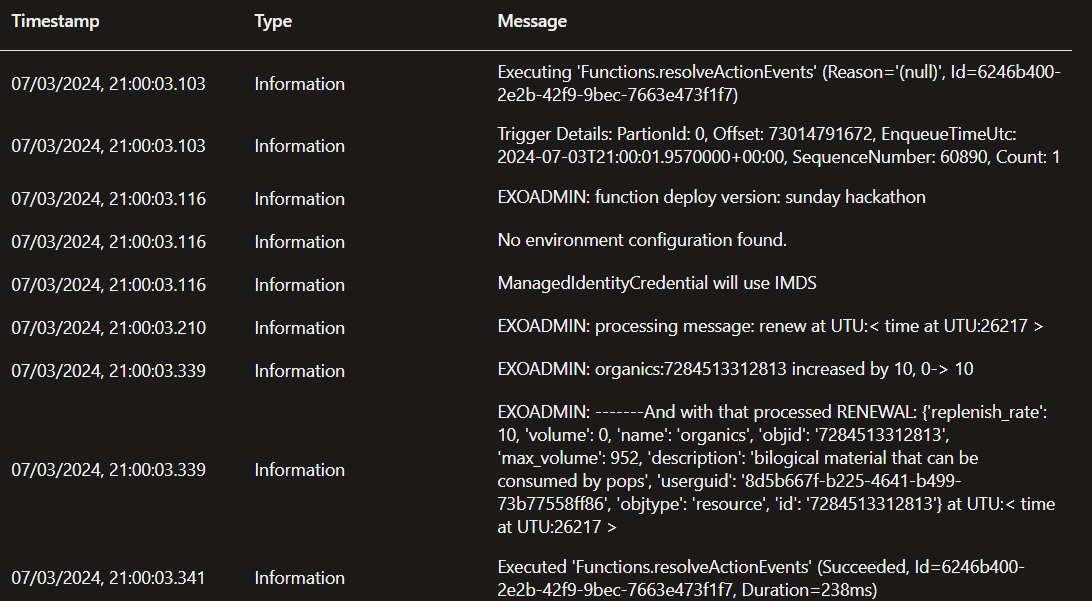 Timestamp Type Message
07/03/2024, 21:00:03.103 Information Executing 'Functions.resolveActionEvents' (Reason='(null)', Id=6246b400-
2e2b-42f9-9bec-7663e473f1f7)
07/03/2024, 21:00:03.103 Information Trigger Details: PartionId: 0, Offset: 73014791672, EnqueueTimeUtc:
2024-07-03T21:00:01.9570000+00:00, SequenceNumber: 60890, Count: 1
07/03/2024, 21:00:03.116 Information EXOADMIN: function deploy version: sunday hackathon
07/03/2024, 21:00:03.116 Information No environment configuration found.
07/03/2024, 21:00:03.116 Information ManagedIdentityCredential will use IMDS
07/03/2024, 21:00:03.210 Information EXOADMIN: processing message: renew at UTU:< time at UTU:26217 >
07/03/2024, 21:00:03.339 Information EXOADMIN: organics:7284513312813 increased by 10, 0-> 10
07/03/2024, 21:00:03.339 Information EXOADMIN: -------And with that processed RENEWAL: {'replenish_rate':
10, 'volume': 0, 'name': 'organics', 'objid': '7284513312813',
'max_volume': 952, 'description': 'bilogical material that can be
consumed by pops', 'userguid': '8d5b667f-b225-4641-b499-
73b77558ff86', 'objtype': 'resource', 'id': '7284513312813'} at UTU:< time
at UTU:26217 >
07/03/2024, 21:00:03.341 Information Executed 'Functions.resolveActionEvents' (Succeeded, Id=6246b400-
2e2b-42f9-9bec-7663e473f1f7, Duration=238ms)